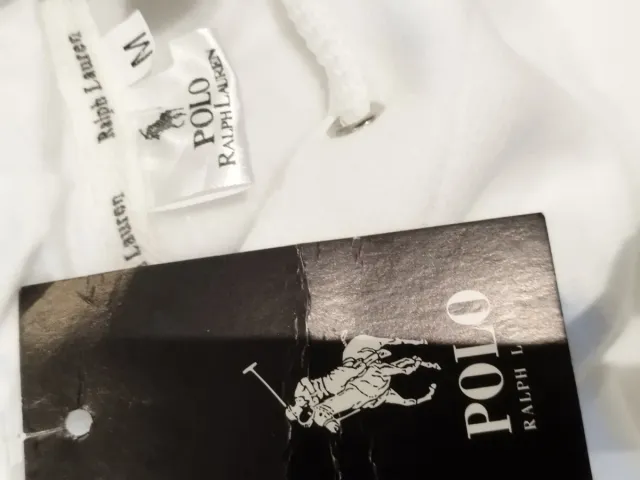 Ralph Lauren
Lauren
M
POLO
RALPH LAUREN
POLO
RALPH L